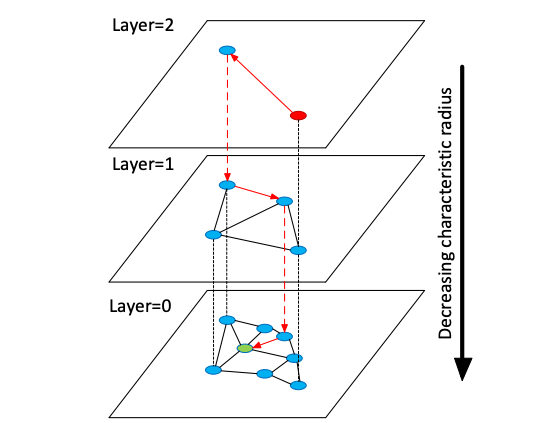 Layer=2
Layer=1
Layer=0
Decreasing characteristic radius